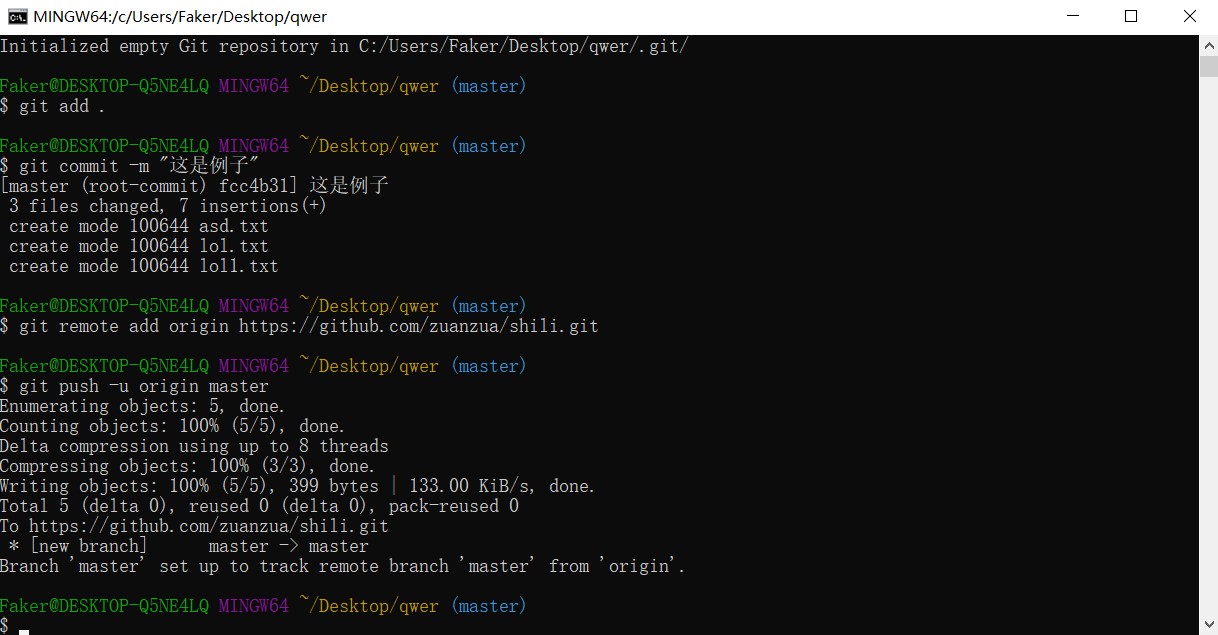 MINGW64:/c/Users/Faker/Desktop/qwer
Initialized empty Git repository in C:/Users/Faker/Desktop/qwer/.git/
Faker@DESKTOP-Q5NE4LQ MINGW64 ~/Desktop/qwer (master)
$ git add .
Faker@DESKTOP-Q5NE4LQ MINGW64 ~/Desktop/qwer (master)
$ git commit -m "这是例子"
[master (root-commit) fcc4b31] 这是例子
3 files changed, 7 insertions(+)
create mode 100644 asd.txt
create mode 100644 lol.txt
create mode 100644 loll.txt
Faker@DESKTOP-Q5NE4LQ MINGW64 ~/Desktop/qwer (master)
$ git remote add origin https://github.com/zuanzua/shili.git
Faker@DESKTOP-Q5NE4LQ MINGW64 ~/Desktop/qwer (master)
$ git push -u origin master
Enumerating objects: 5, done.
Counting objects: 100% (5/5), done.
Delta compression using up to 8 threads
Compressing objects: 100% (3/3), done.
Writing objects: 100% (5/5), 399 bytes | 133.00 KiB/s, done.
Total 5 (delta 0), reused 0 (delta 0), pack-reused 0
To https://github.com/zuanzua/shili.git
* [new branch]      master -> master
Branch 'master' set up to track remote branch 'master' from 'origin'.
Faker@DESKTOP-Q5NE4LQ MINGW64 ~/Desktop/qwer (master)
$